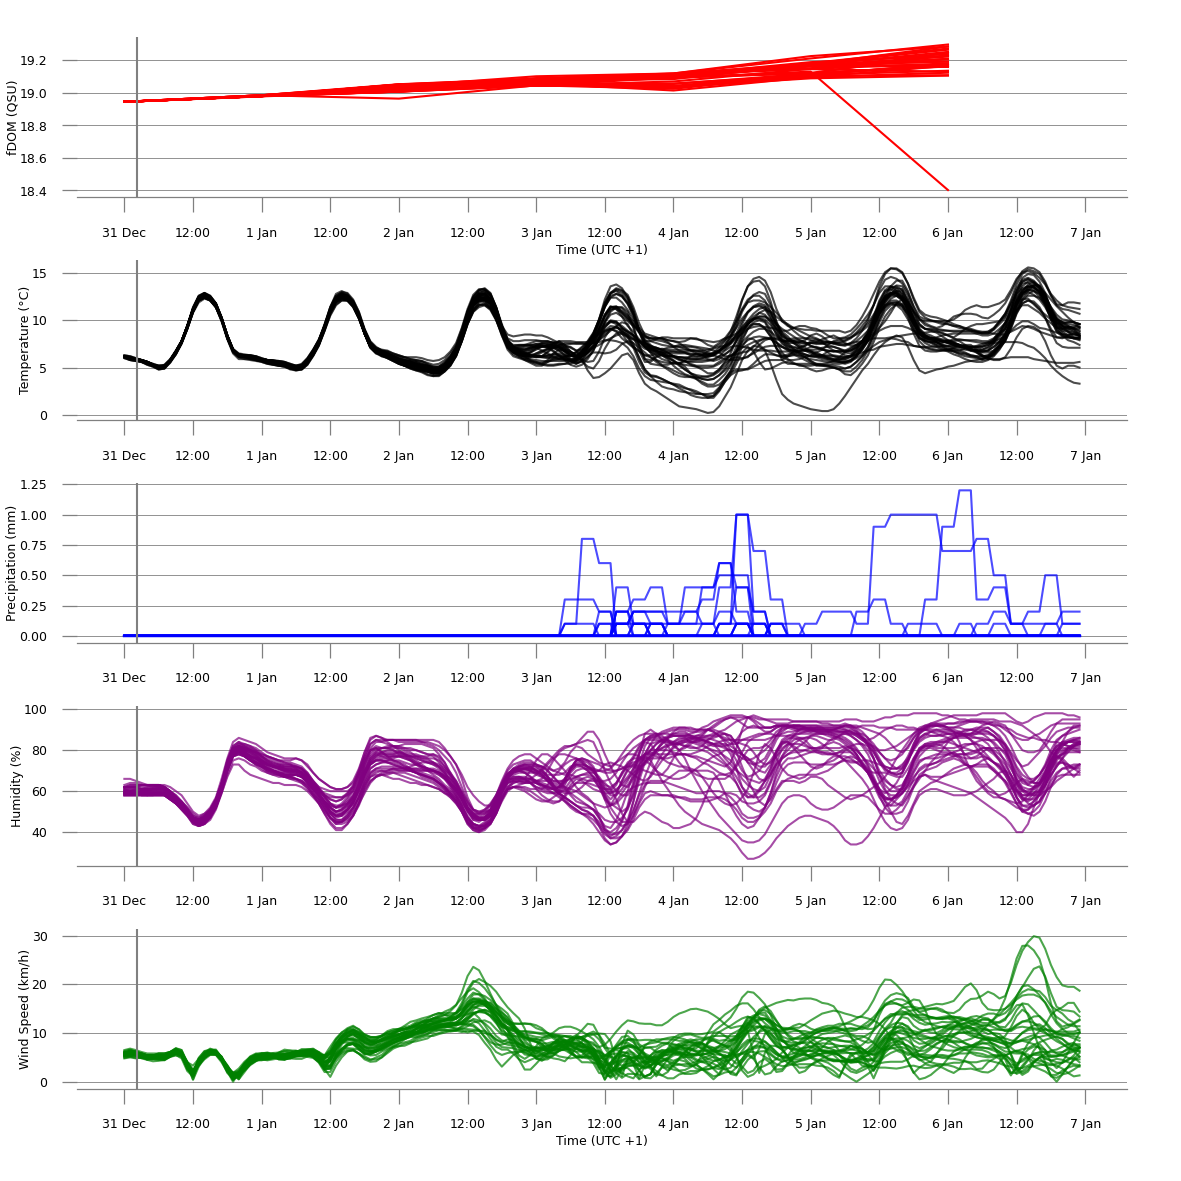 fDOM (QSU)
19.2
19.0
18.8
18.6
18.4
31 Dec 12:00 1 Jan 12:00 2 Jan 12:00 3 Jan 12:00 4 Jan 12:00 5 Jan 12:00 6 Jan 12:00 7 Jan
Time (UTC +1)
Temperature (°C)
15
10
5
0
31 Dec 12:00 1 Jan 12:00 2 Jan 12:00 3 Jan 12:00 4 Jan 12:00 5 Jan 12:00 6 Jan 12:00 7 Jan
Precipitation (mm)
1.25
1.00
0.75
0.50
0.25
0.00
31 Dec 12:00 1 Jan 12:00 2 Jan 12:00 3 Jan 12:00 4 Jan 12:00 5 Jan 12:00 6 Jan 12:00 7 Jan
Humidity (%)
100
80
60
40
31 Dec 12:00 1 Jan 12:00 2 Jan 12:00 3 Jan 12:00 4 Jan 12:00 5 Jan 12:00 6 Jan 12:00 7 Jan
Wind Speed (km/h)
30
20
10
0
31 Dec 12:00 1 Jan 12:00 2 Jan 12:00 3 Jan 12:00 4 Jan 12:00 5 Jan 12:00 6 Jan 12:00 7 Jan
Time (UTC +1)